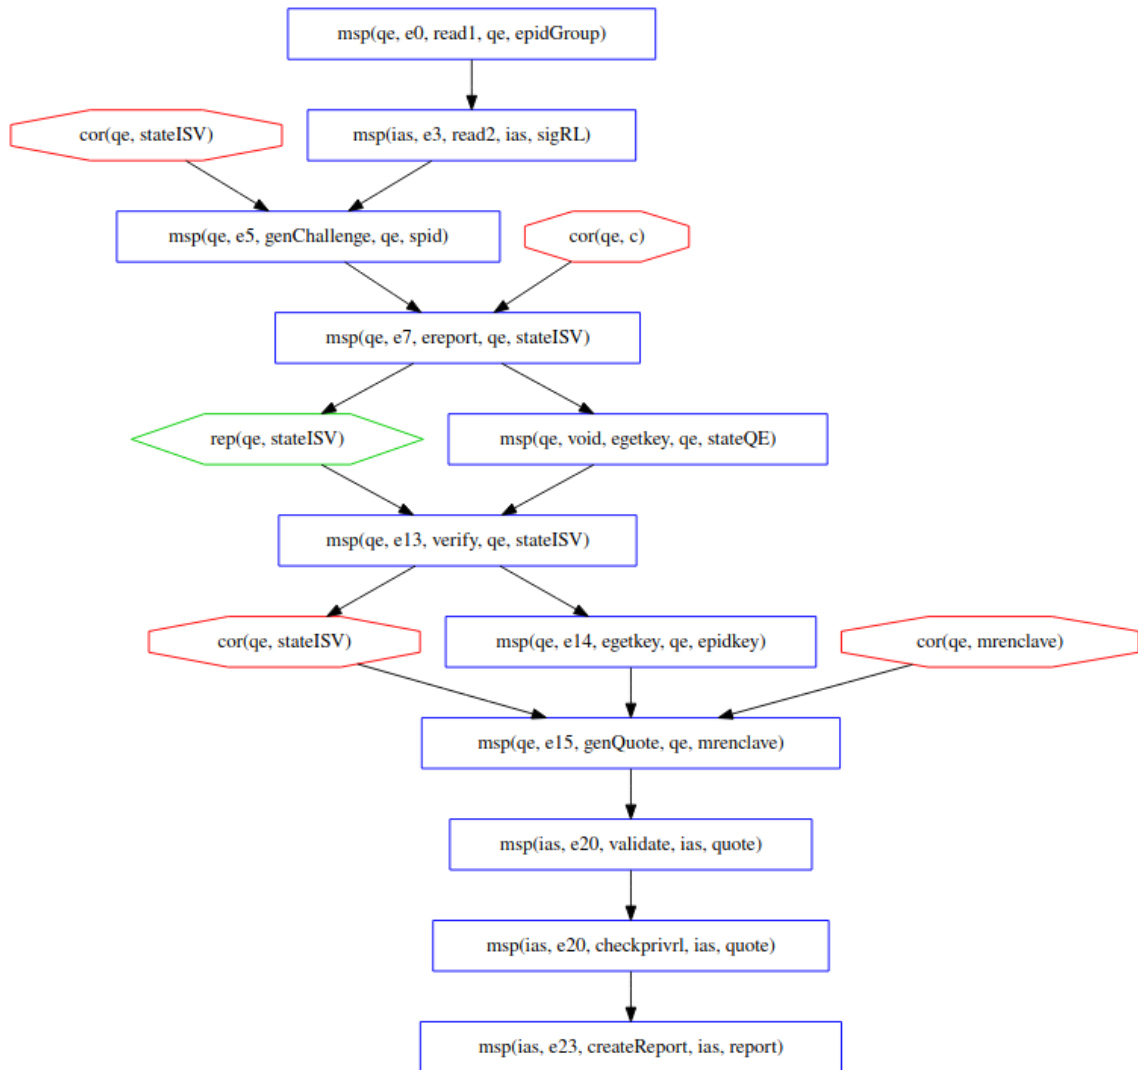 msp(qe, e0, read1, qe, epidGroup)
cor(qe, stateISV)
msp(ias, e3, read2, ias, sigRL)
msp(qe, e5, genChallenge, qe, spid)
cor(qe, c)
msp(qe, e7, ereport, qe, stateISV)
rep(qe, stateISV)
msp(qe, void, egetkey, qe, stateQE)
msp(qe, e13, verify, qe, stateISV)
cor(qe, stateISV)
msp(qe, e14, egetkey, qe, epidkey)
cor(qe, mrenclave)
msp(qe, e15, genQuote, qe, mrenclave)
msp(ias, e20, validate, ias, quote)
msp(ias, e20, checkprivrl, ias, quote)
msp(ias, e23, createReport, ias, report)